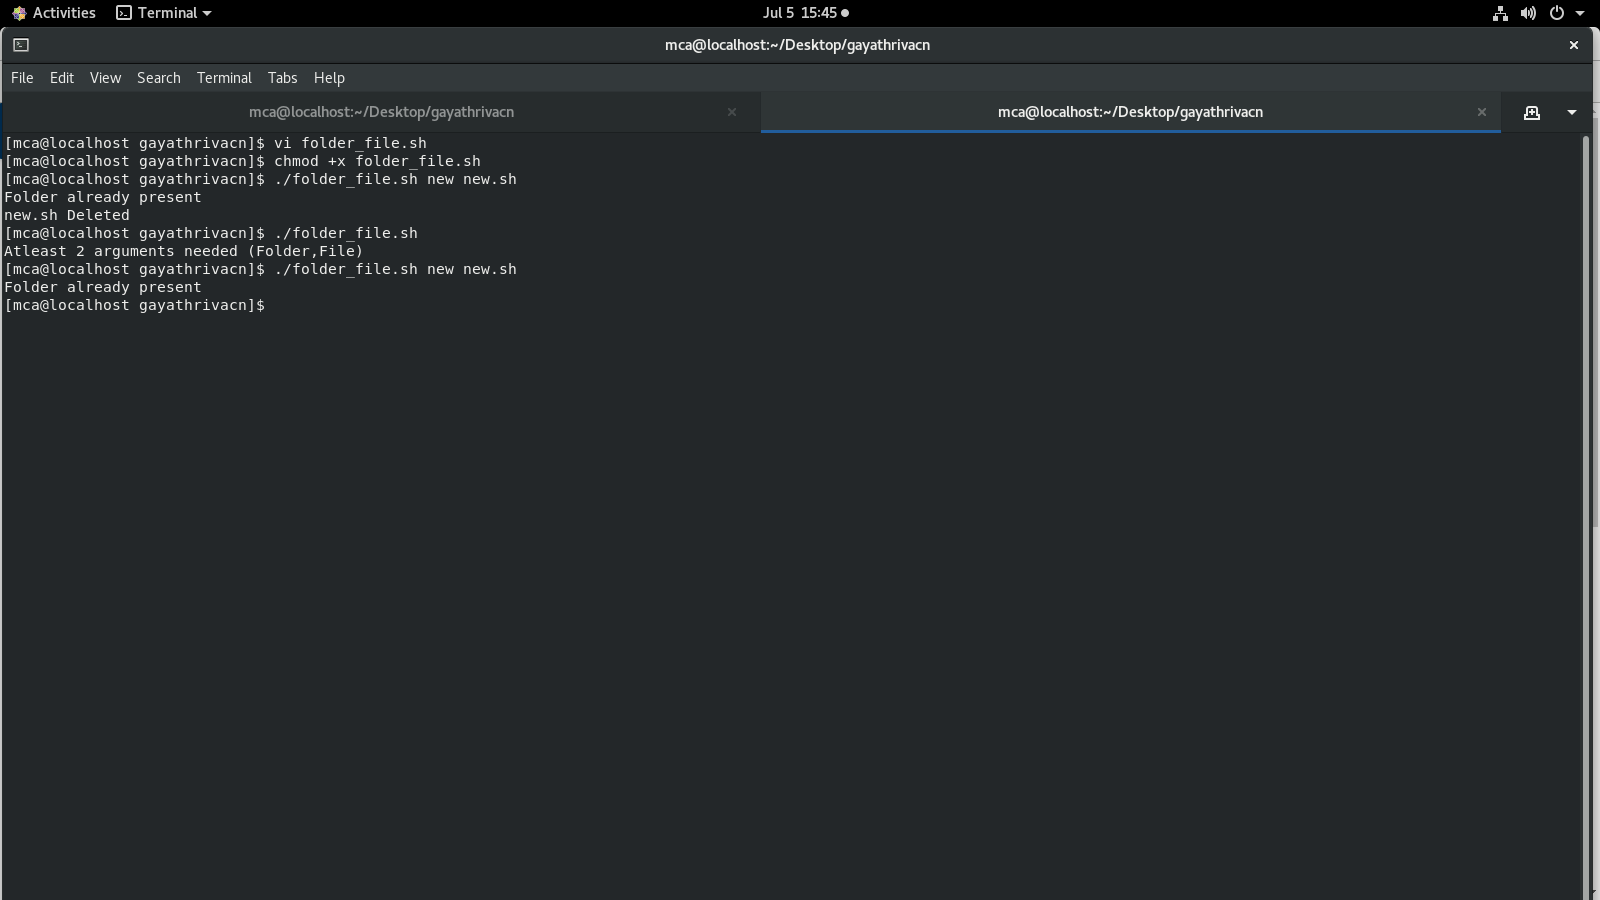 Activities Terminal Jul 5 15:45
mca@localhost:~/Desktop/gayathrivacn
File Edit View Search Terminal Tabs Help
mca@localhost:~/Desktop/gayathrivacn mca@localhost:~/Desktop/gayathrivacn
[mca@localhost gayathrivacn]$ vi folder_file.sh
[mca@localhost gayathrivacn]$ chmod +x folder_file.sh
[mca@localhost gayathrivacn]$ ./folder_file.sh new new.sh
Folder already present
new.sh Deleted
[mca@localhost gayathrivacn]$ ./folder_file.sh
Atleast 2 arguments needed (Folder,File)
[mca@localhost gayathrivacn]$ ./folder_file.sh new new.sh
Folder already present
[mca@localhost gayathrivacn]$